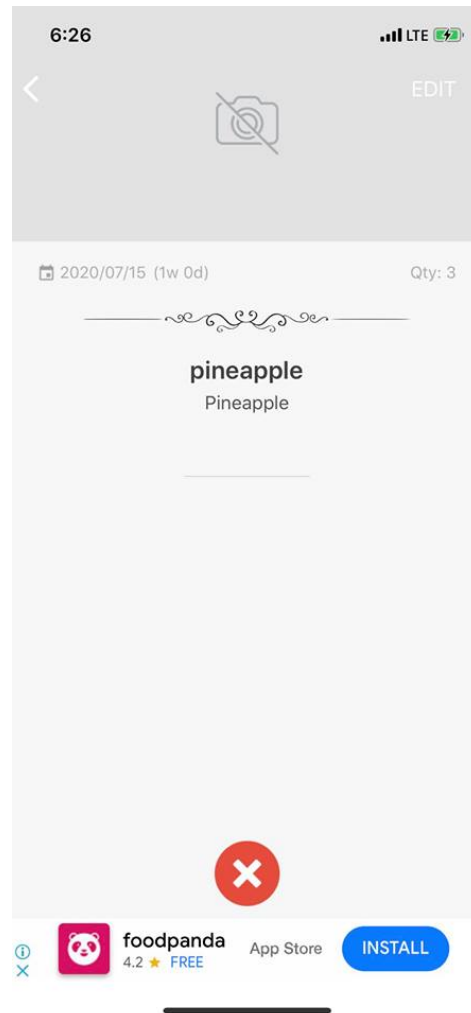 6:26 LTE
EDIT
2020/07/15 (1w 0d) Qty: 3
pineapple
Pineapple
foodpanda
4.2 ★ FREE
App Store
INSTALL